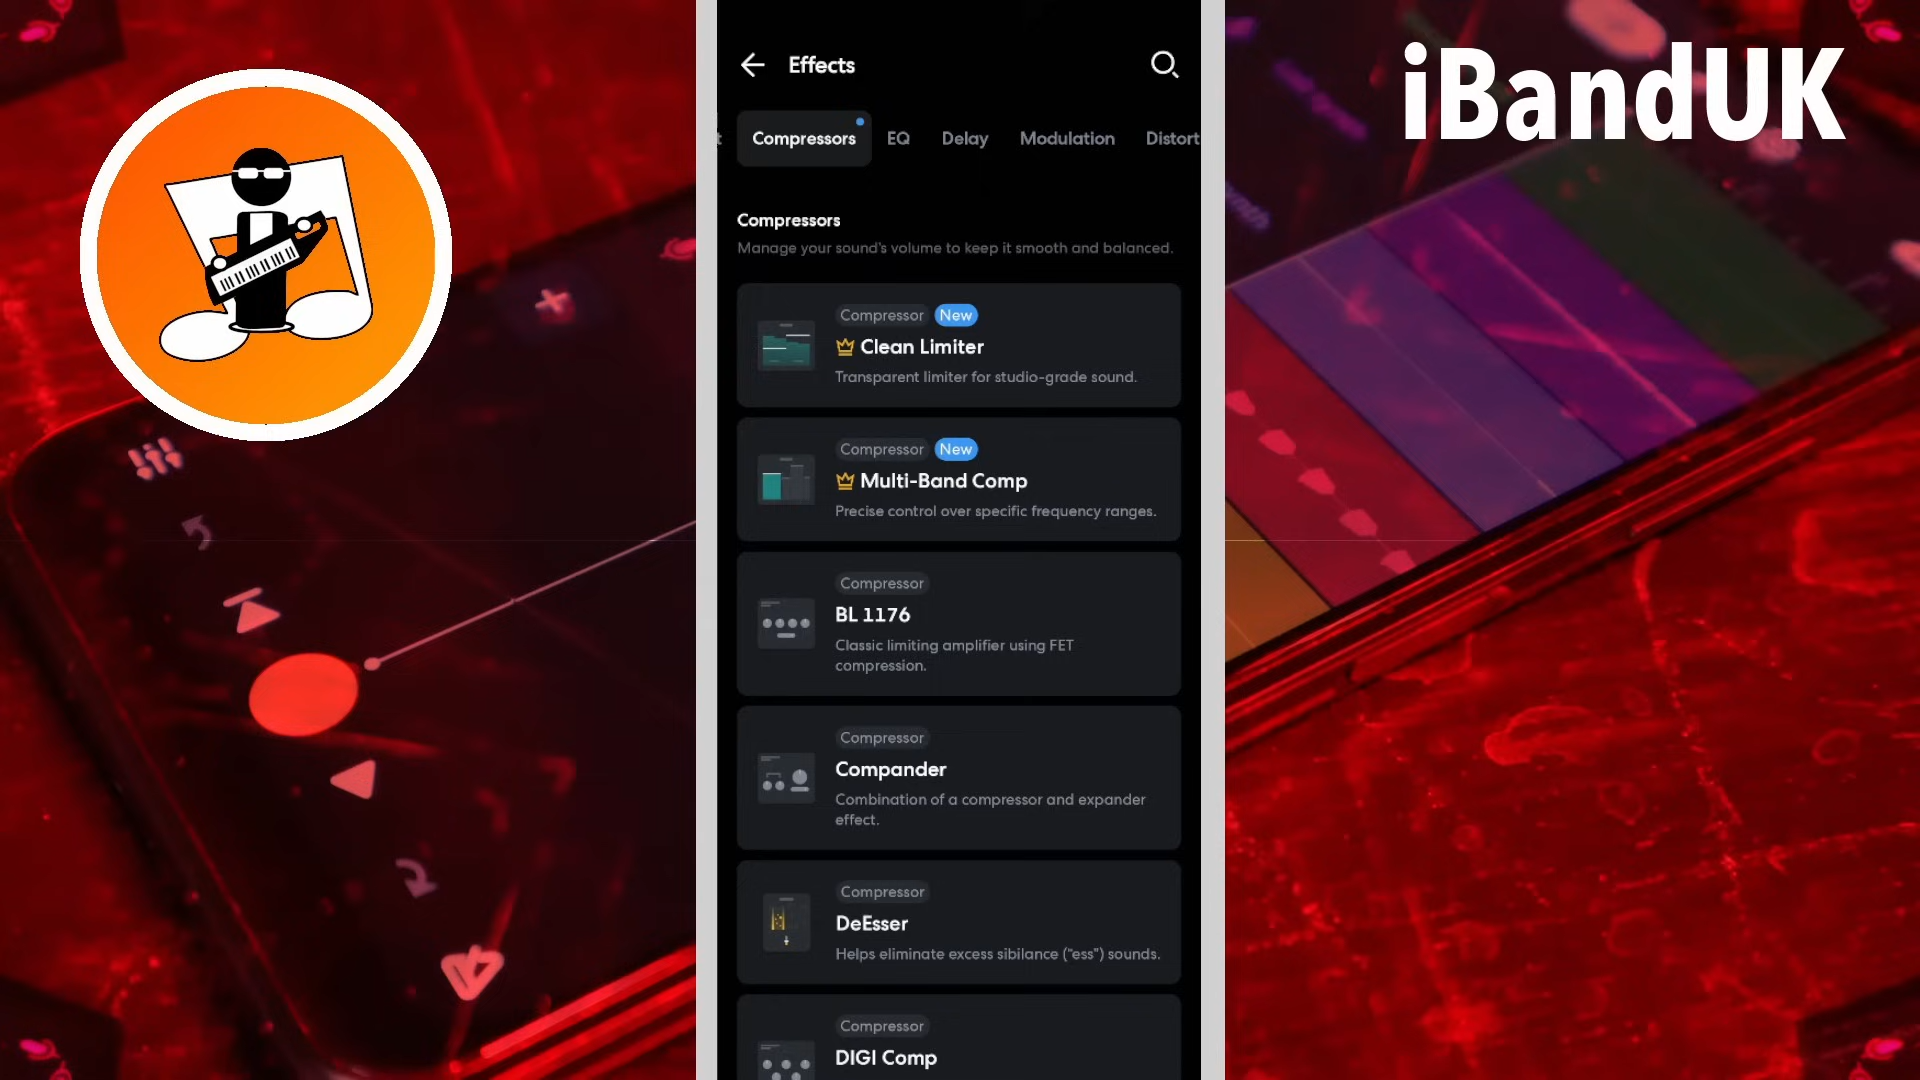 iBandUK
Effects
Compressors EQ Delay Modulation Distort
Compressors
Manage your sound's volume to keep it smooth and balanced.
Compressor New
Clean Limiter
Transparent limiter for studio-grade sound.
Compressor New
Multi-Band Comp
Precise control over specific frequency ranges.
Compressor
BL 1176
Classic limiting amplifier using FET
compression.
Compressor
Compander
Combination of a compressor and expander
effect.
Compressor
DeEsser
Helps eliminate excess sibilance ("ess") sounds.
Compressor
DIGI Comp